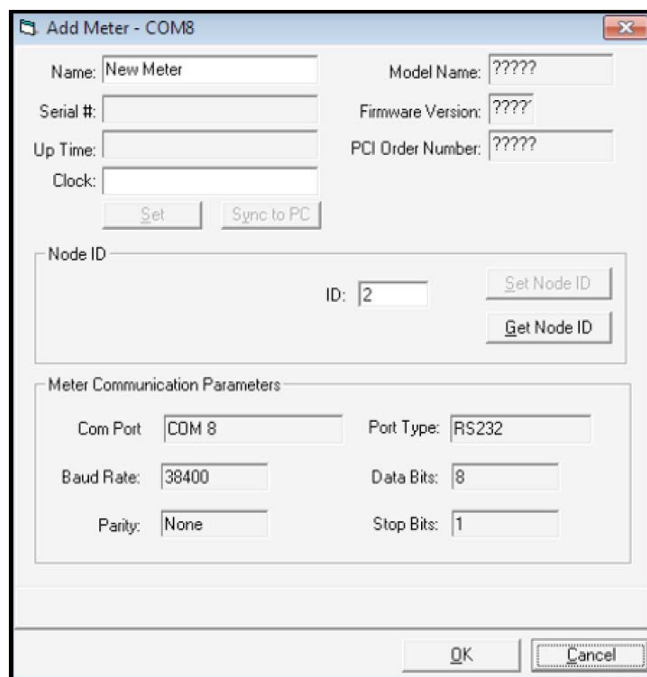 Add Meter - COM8
Name: New Meter
Model Name: ?????
Serial #:
Firmware Version: ????
Up Time:
PCI Order Number: ?????
Clock:
Set
Sync to PC
Node ID
ID: 2
Set Node ID
Get Node ID
Meter Communication Parameters
Com Port COM 8
Port Type: RS232
Baud Rate: 38400
Data Bits: 8
Parity: None
Stop Bits: 1
OK
Cancel